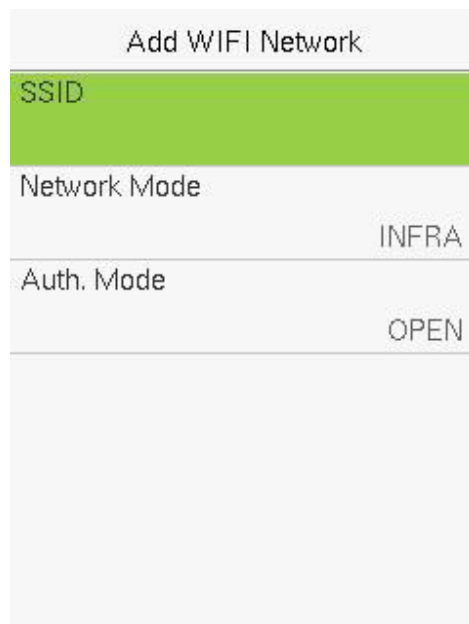 Add WIFI Network
SSID
Network Mode
INFRA
Auth. Mode
OPEN